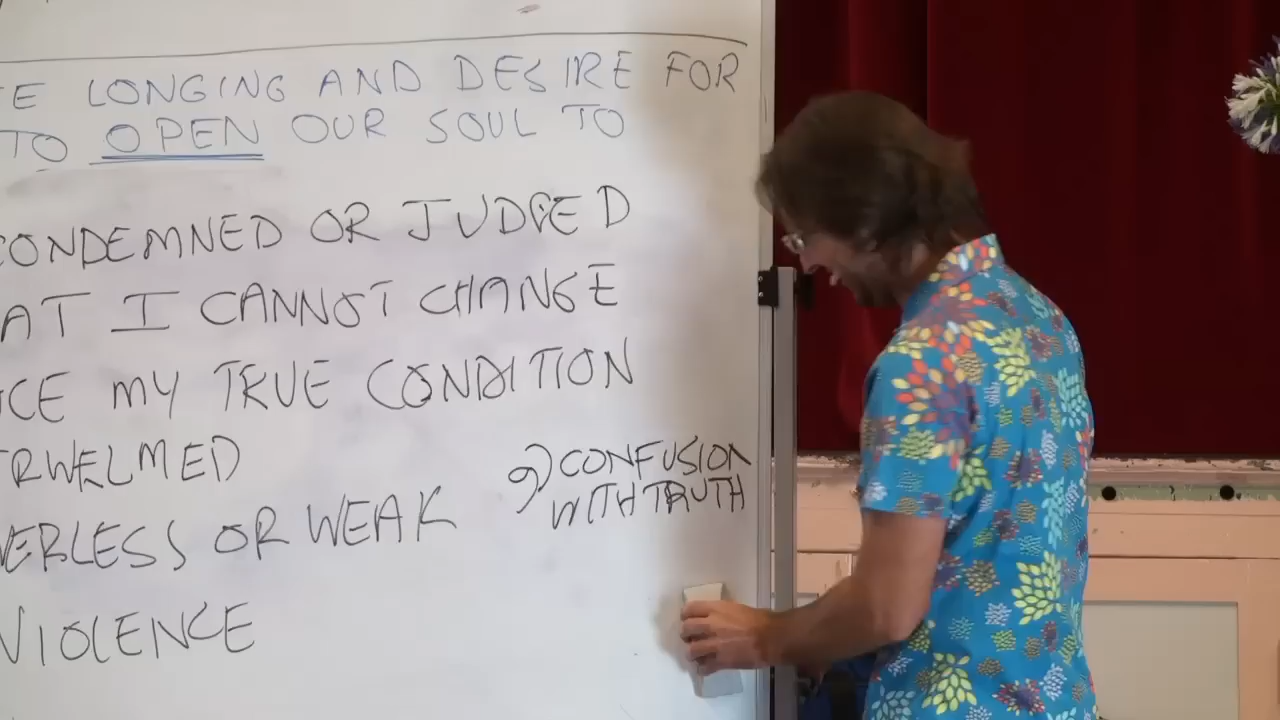 E LONGING AND DESIRE FOR
TO OPEN OUR SOUL TO
CONDEMNED OR JUDGED
AT I CANNOT CHANGE
CE MY TRUE CONDITION
RWELMED
9) CONFUSION
WITH TRUTH
ERLESS OR WEAK
VIOLENCE